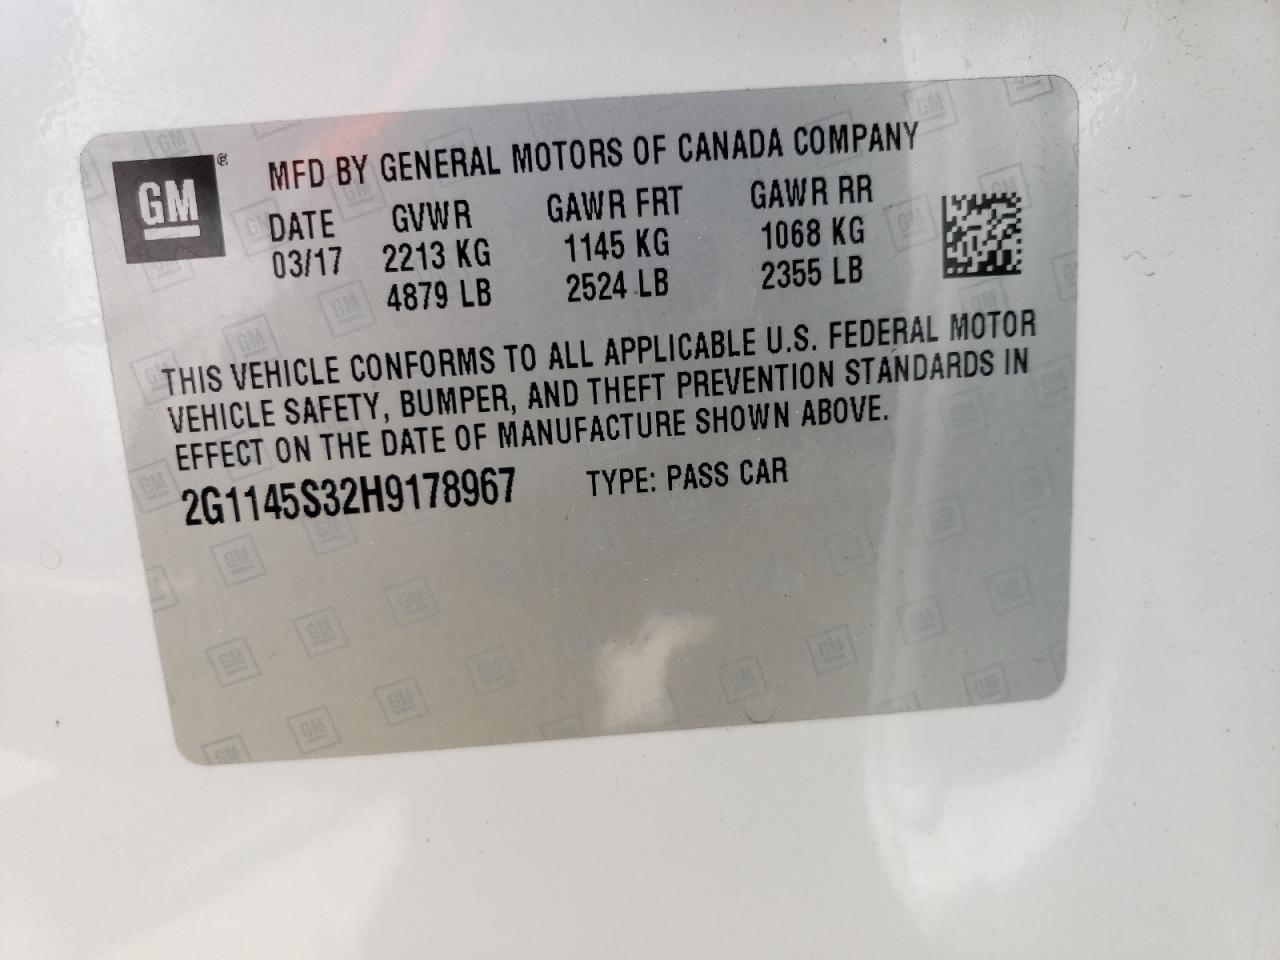 GM® MFD BY GENERAL MOTORS OF CANADA COMPANY
DATE GVWR GAWR FRT GAWR RR
03/17 2213 KG 1145 KG 1068 KG
4879 LB 2524 LB 2355 LB
THIS VEHICLE CONFORMS TO ALL APPLICABLE U.S. FEDERAL MOTOR
VEHICLE SAFETY, BUMPER, AND THEFT PREVENTION STANDARDS IN
EFFECT ON THE DATE OF MANUFACTURE SHOWN ABOVE.
2G1145S32H9178967 TYPE: PASS CAR